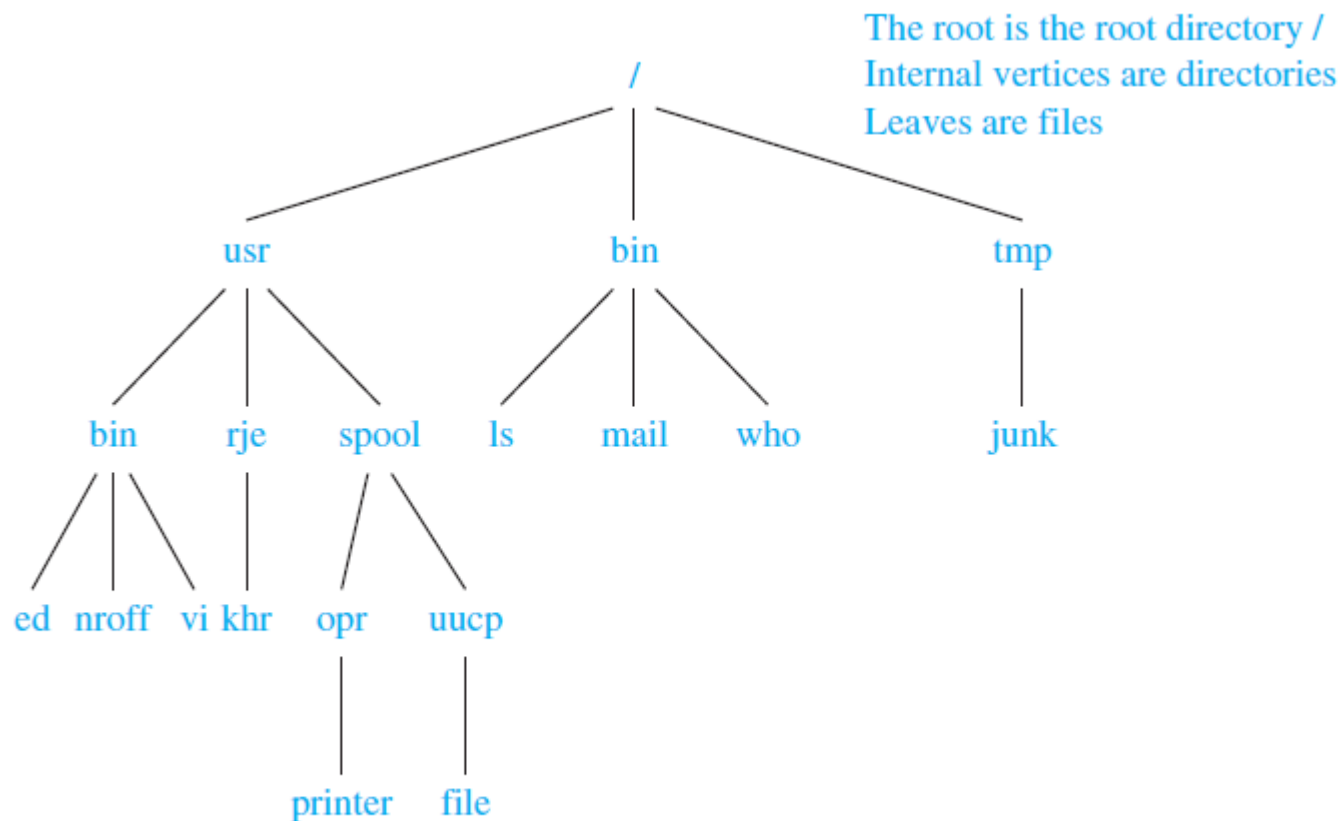 The root is the root directory /
/
Internal vertices are directories
Leaves are files
usr bin tmp
bin rje spool ls mail who junk
ed nroff vi khr opr uucp
printer file